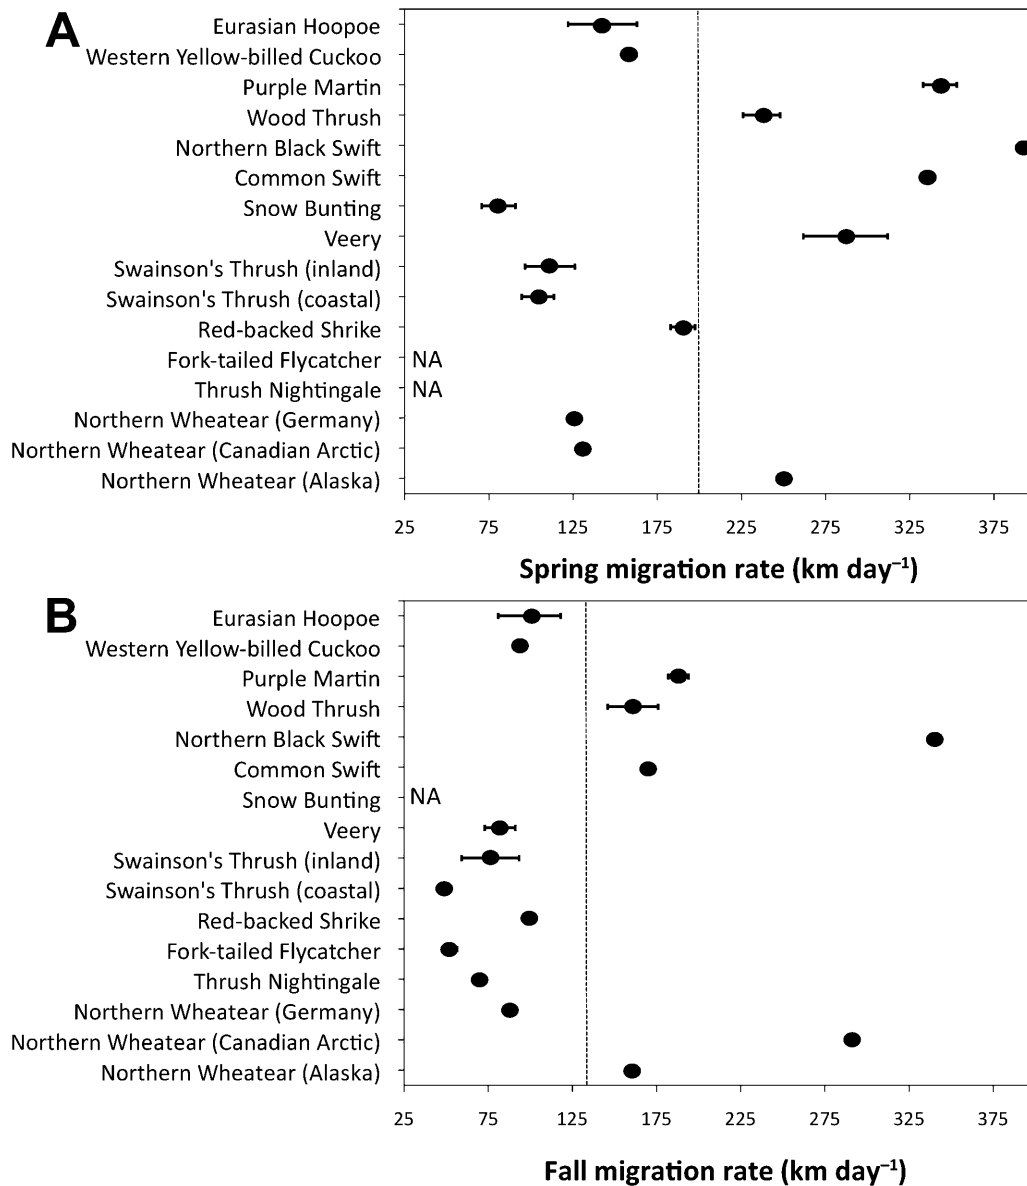 A
Eurasian Hoopoe
Western Yellow-billed Cuckoo
Purple Martin
Wood Thrush
Northern Black Swift
Common Swift
Snow Bunting
Veery
Swainson's Thrush (inland)
Swainson's Thrush (coastal)
Red-backed Shrike
Fork-tailed Flycatcher NA
Thrush Nightingale NA
Northern Wheatear (Germany)
Northern Wheatear (Canadian Arctic)
Northern Wheatear (Alaska)
25 75 125 175 225 275 325 375
Spring migration rate (km day⁻¹)
B
Eurasian Hoopoe
Western Yellow-billed Cuckoo
Purple Martin
Wood Thrush
Northern Black Swift
Common Swift
Snow Bunting NA
Veery
Swainson's Thrush (inland)
Swainson's Thrush (coastal)
Red-backed Shrike
Fork-tailed Flycatcher
Thrush Nightingale
Northern Wheatear (Germany)
Northern Wheatear (Canadian Arctic)
Northern Wheatear (Alaska)
25 75 125 175 225 275 325 375
Fall migration rate (km day⁻¹)